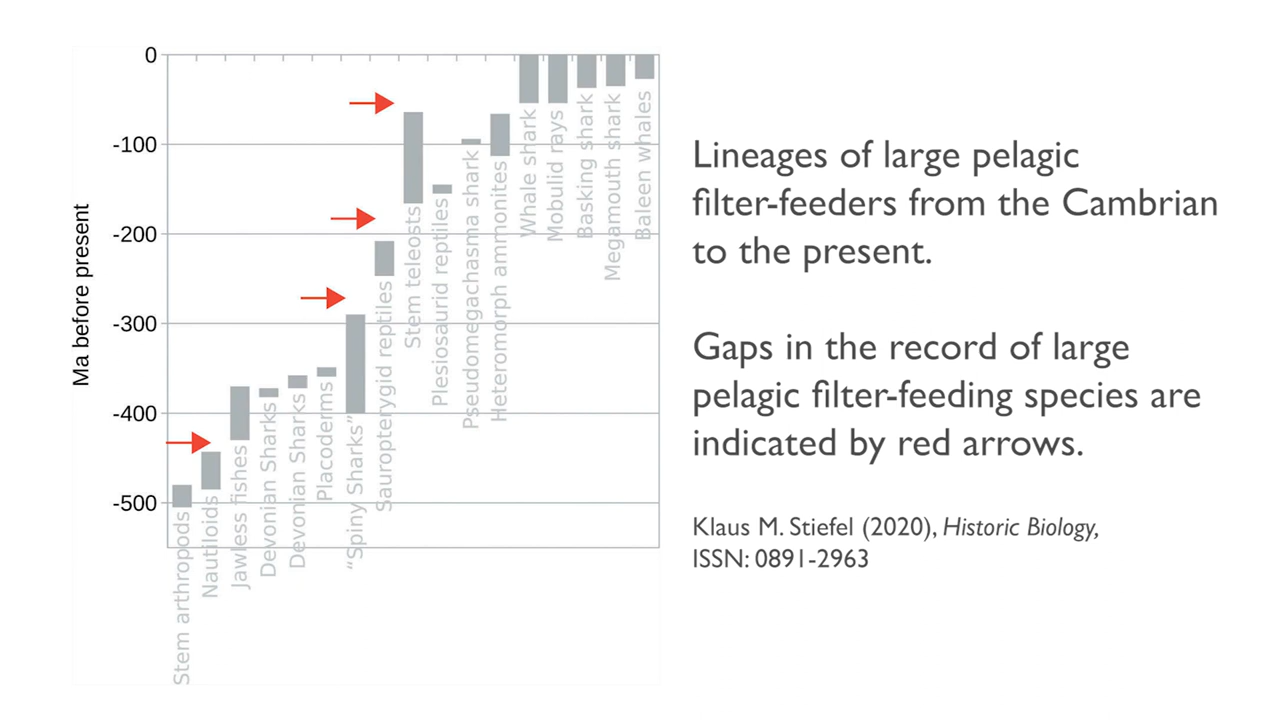 0
-100
-200
-300
-400
-500
Ma before present
Stem arthropods
Nautiloids
Jawless fishes
Devonian Sharks
Devonian Sharks
Placoderms
“Spiny Sharks”
Sauropterygid reptiles
Stem teleosts
Plesiosaurid reptiles
Pseudomegachasma shark
Heteromorph ammonites
Whale shark
Mobulid rays
Basking shark
Megamouth shark
Baleen whales
Lineages of large pelagic
filter-feeders from the Cambrian
to the present.
Gaps in the record of large
pelagic filter-feeding species are
indicated by red arrows.
Klaus M. Stiefel (2020), Historic Biology,
ISSN: 0891-2963